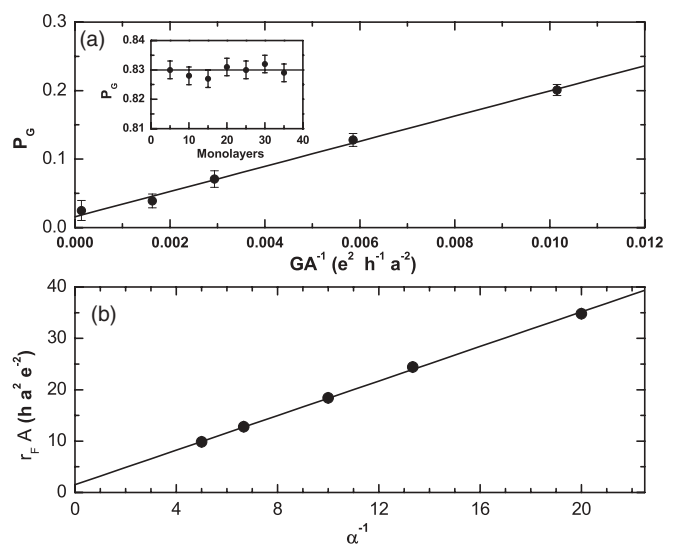 (a)
0.3
0.2
0.1
0.0
P_G
0.84
0.83
0.82
0.81
P_G
0 10 20 30 40
Monolayers
0.000 0.002 0.004 0.006 0.008 0.010 0.012
GA⁻¹ (e² h⁻¹ a⁻²)
(b)
40
30
20
10
0
r_F A (h a² e⁻²)
0 4 8 12 16 20
α⁻¹